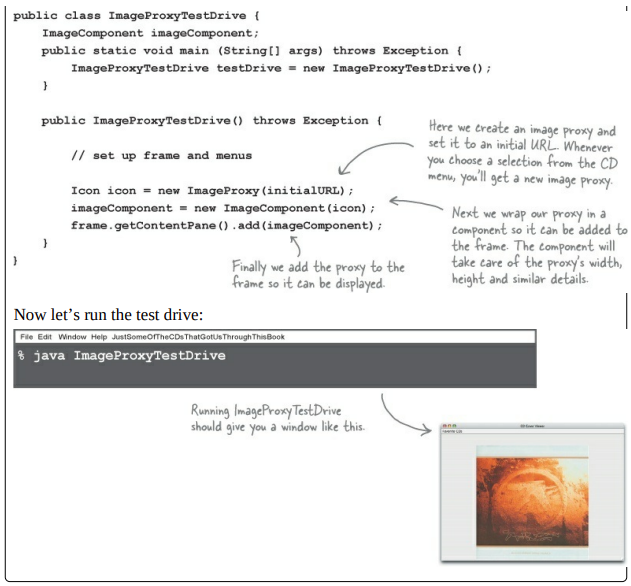 public class ImageProxyTestDrive {
ImageComponent imageComponent;
public static void main (String[] args) throws Exception {
ImageProxyTestDrive testDrive = new ImageProxyTestDrive();
}
public ImageProxyTestDrive() throws Exception {
// set up frame and menus
Icon icon = new ImageProxy(initialURL);
imageComponent = new ImageComponent(icon);
frame.getContentPane().add(imageComponent);
}
}
Here we create an image proxy and
set it to an initial URL. Whenever
you choose a selection from the CD
menu, you'll get a new image proxy.
Next we wrap our proxy in a
component so it can be added to
the frame. The component will
take care of the proxy's width,
height and similar details.
Finally we add the proxy to the
frame so it can be displayed.
Now let's run the test drive:
File Edit Window Help JustSomeOfTheCDsThatGotUsThroughThisBook
% java ImageProxyTestDrive
Running ImageProxyTestDrive
should give you a window like this.
CD Cover Viewer
Favorite CDs